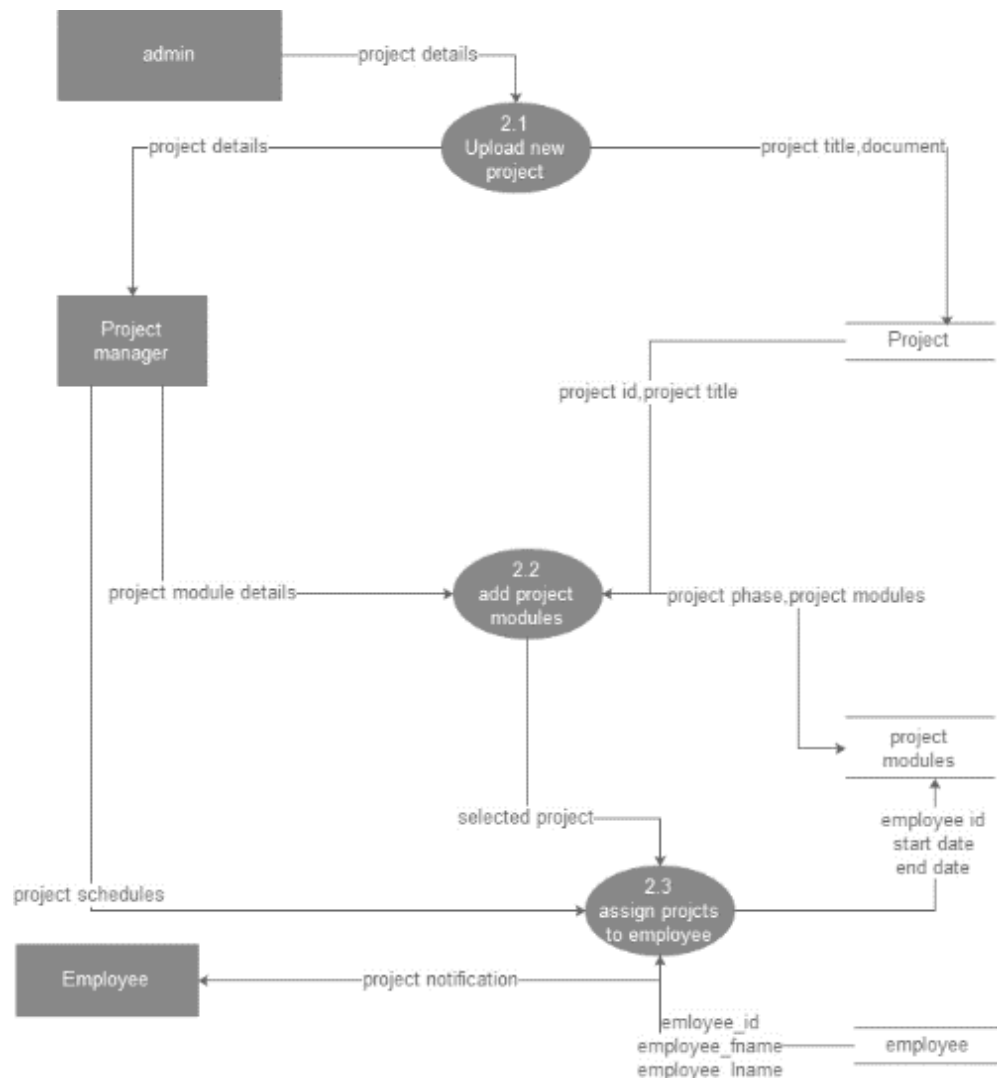 admin
project details
2.1
Upload new
project
project details
project title,document
Project
manager
Project
project id,project title
2.2
add project
modules
project module details
project phase,project modules
project
modules
selected project
employee id
start date
end date
2.3
assign projcts
to employee
project schedules
Employee
project notification
emloyee_id
employee_fname
employee_lname
employee